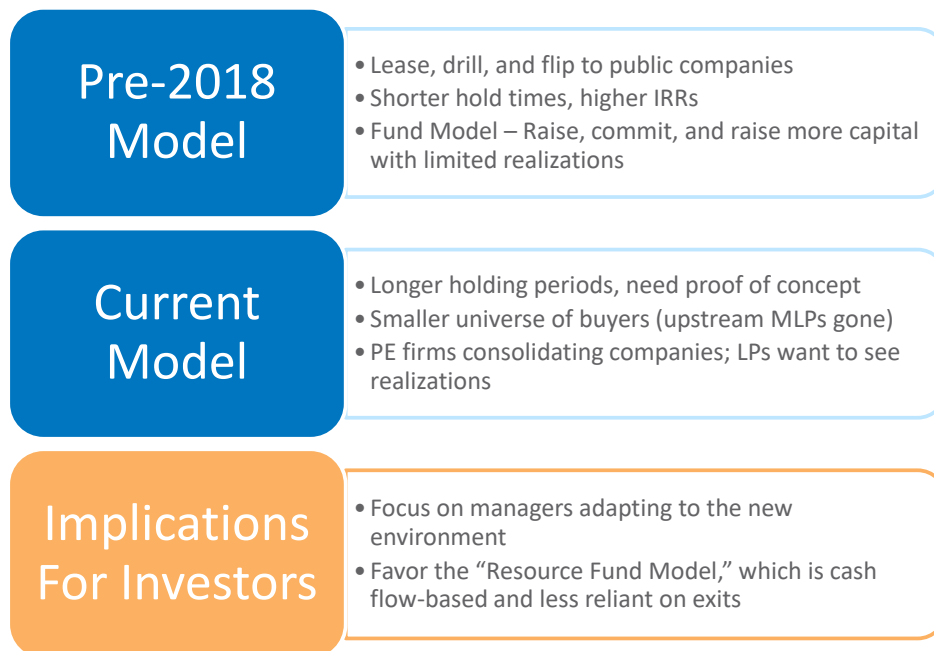 Pre-2018
Model
• Lease, drill, and flip to public companies
• Shorter hold times, higher IRRs
• Fund Model – Raise, commit, and raise more capital
with limited realizations
Current
Model
• Longer holding periods, need proof of concept
• Smaller universe of buyers (upstream MLPs gone)
• PE firms consolidating companies; LPs want to see
realizations
Implications
For Investors
• Focus on managers adapting to the new
environment
• Favor the “Resource Fund Model,” which is cash
flow-based and less reliant on exits